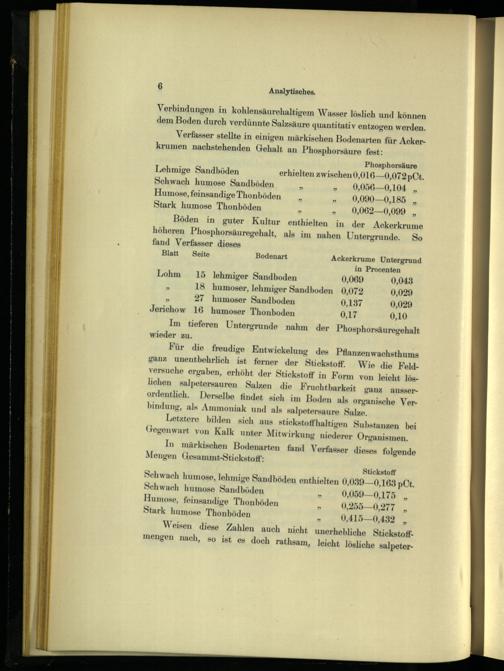 6
Analytisches.
Verbindungen in kohlensäurehaltigem Wasser löslich und können
dem Boden durch verdünnte Salzsäure quantitativ entzogen werden.
Verfasser stellte in einigen märkischen Bodenarten für Acker-
krumen nachstehenden Gehalt an Phosphorsäure fest:
Phosphorsäure
Lehmige Sandböden erhielten zwischen 0,016—0,072 pCt.
Schwach humose Sandböden „ „ 0,056—0,104 „
Humose, feinsandige Thonböden „ „ 0,090—0,185 „
Stark humose Thonböden „ „ 0,062—0,099 „
Böden in guter Kultur enthielten in der Ackerkrume
höheren Phosphorsäuregehalt, als im nahen Untergrunde. So
fand Verfasser dieses
Blatt Seite Bodenart Ackerkrume Untergrund
in Procenten
Lohm 15 lehmiger Sandboden 0,069 0,043
„ 18 humoser, lehmiger Sandboden 0,072 0,029
„ 27 humoser Sandboden 0,137 0,029
Jerichow 16 humoser Thonboden 0,17 0,10
Im tieferen Untergrunde nahm der Phosphorsäuregehalt
wieder zu.
Für die freudige Entwickelung des Pflanzenwachsthums
ganz unentbehrlich ist ferner der Stickstoff. Wie die Feld-
versuche ergaben, erhöht der Stickstoff in Form von leicht lös-
lichen salpetersauren Salzen die Fruchtbarkeit ganz ausser-
ordentlich. Derselbe findet sich im Boden als organische Ver-
bindung, als Ammoniak und als salpetersaure Salze.
Letztere bilden sich aus stickstoffhaltigen Substanzen bei
Gegenwart von Kalk unter Mitwirkung niederer Organismen.
In märkischen Bodenarten fand Verfasser dieses folgende
Mengen Gesammt-Stickstoff:
Stickstoff
Schwach humose, lehmige Sandböden enthielten 0,039—0,163 pCt.
Schwach humose Sandböden „ 0,059—0,175 „
Humose, feinsandige Thonböden „ 0,255—0,277 „
Stark humose Thonböden „ 0,415—0,432 „
Weisen diese Zahlen auch nicht unerhebliche Stickstoff-
mengen nach, so ist es doch rathsam, leicht lösliche salpeter-